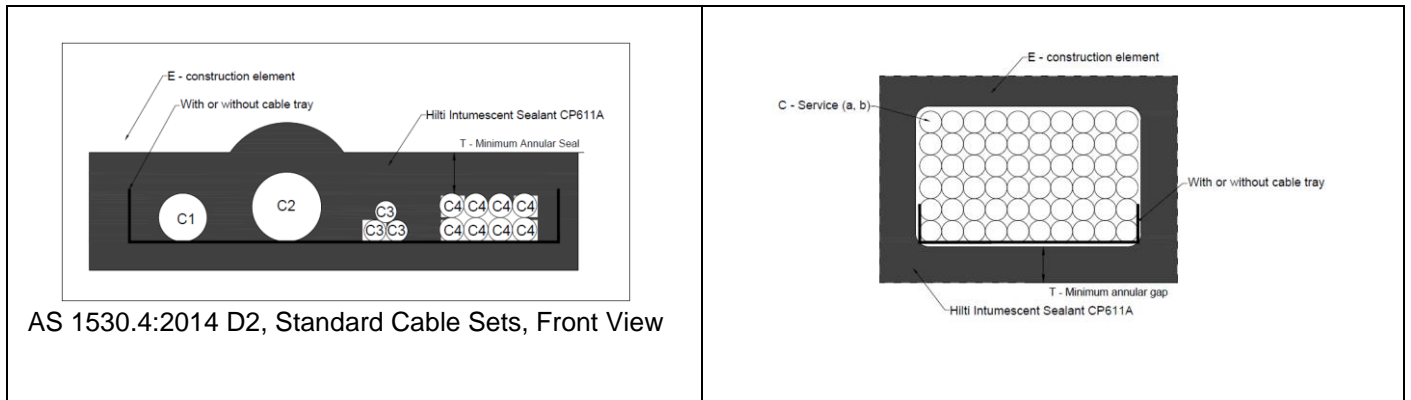 E - construction element
With or without cable tray
Hilti Intumescent Sealant CP611A
T - Minimum Annular Seal
C1
C2
C3
C3 C3
C4 C4 C4 C4
C4 C4 C4 C4
AS 1530.4:2014 D2, Standard Cable Sets, Front View
E - construction element
C - Service (a, b)
With or without cable tray
T - Minimum annular gap
Hilti Intumescent Sealant CP611A